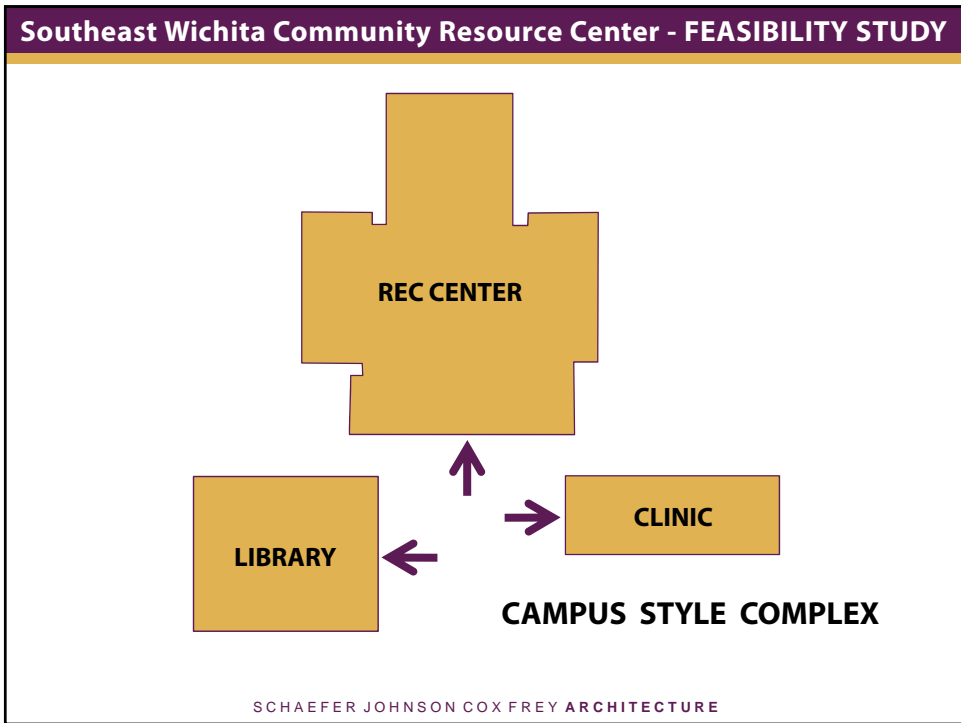 Southeast Wichita Community Resource Center - FEASIBILITY STUDY
REC CENTER
LIBRARY
CLINIC
CAMPUS STYLE COMPLEX
SCHAEFER JOHNSON COX FREY ARCHITECTURE